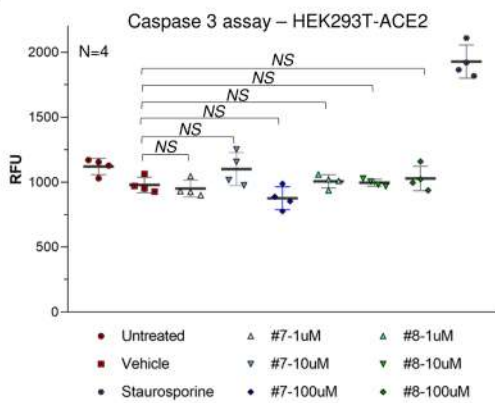 Caspase 3 assay – HEK293T-ACE2
N=4
2000
1500
1000
500
0
RFU
NS
NS
NS
NS
NS
NS
Untreated
Vehicle
Staurosporine
#7-1uM
#7-10uM
#7-100uM
#8-1uM
#8-10uM
#8-100uM